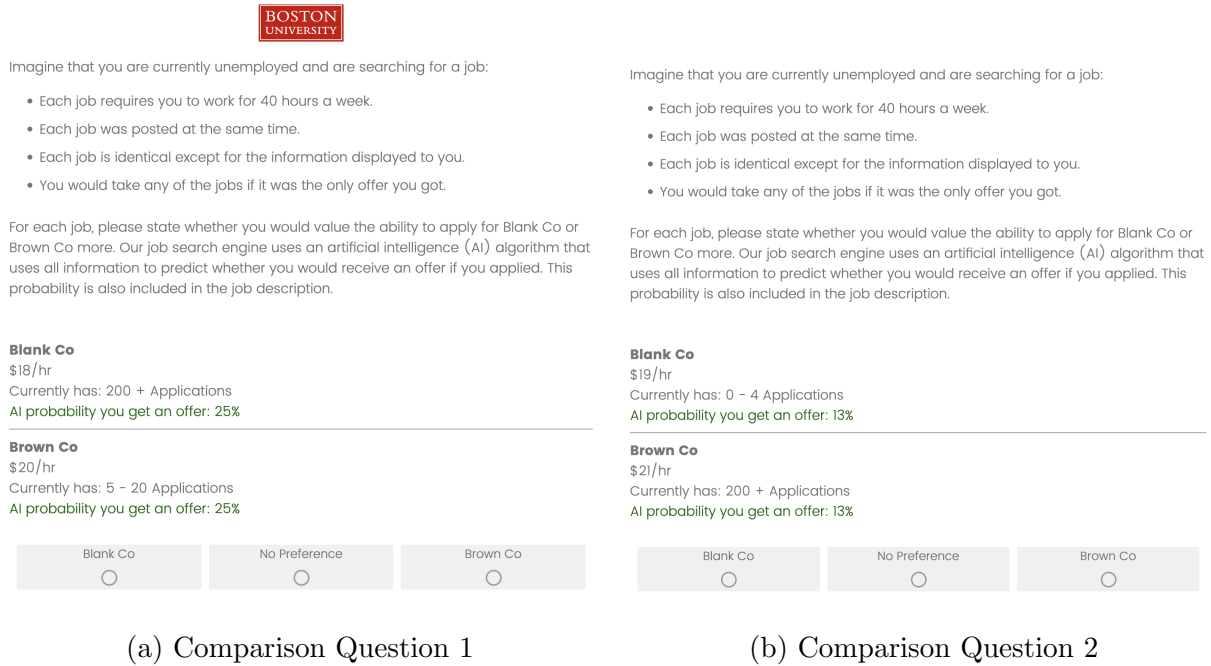 BOSTON
UNIVERSITY
Imagine that you are currently unemployed and are searching for a job:
• Each job requires you to work for 40 hours a week.
• Each job was posted at the same time.
• Each job is identical except for the information displayed to you.
• You would take any of the jobs if it was the only offer you got.
For each job, please state whether you would value the ability to apply for Blank Co or
Brown Co more. Our job search engine uses an artificial intelligence (AI) algorithm that
uses all information to predict whether you would receive an offer if you applied. This
probability is also included in the job description.
Blank Co
$18/hr
Currently has: 200 + Applications
AI probability you get an offer: 25%
Brown Co
$20/hr
Currently has: 5 - 20 Applications
AI probability you get an offer: 25%
Blank Co
No Preference
Brown Co
(a) Comparison Question 1
Imagine that you are currently unemployed and are searching for a job:
• Each job requires you to work for 40 hours a week.
• Each job was posted at the same time.
• Each job is identical except for the information displayed to you.
• You would take any of the jobs if it was the only offer you got.
For each job, please state whether you would value the ability to apply for Blank Co or
Brown Co more. Our job search engine uses an artificial intelligence (AI) algorithm that
uses all information to predict whether you would receive an offer if you applied. This
probability is also included in the job description.
Blank Co
$19/hr
Currently has: 0 - 4 Applications
AI probability you get an offer: 13%
Brown Co
$21/hr
Currently has: 200 + Applications
AI probability you get an offer: 13%
Blank Co
No Preference
Brown Co
(b) Comparison Question 2